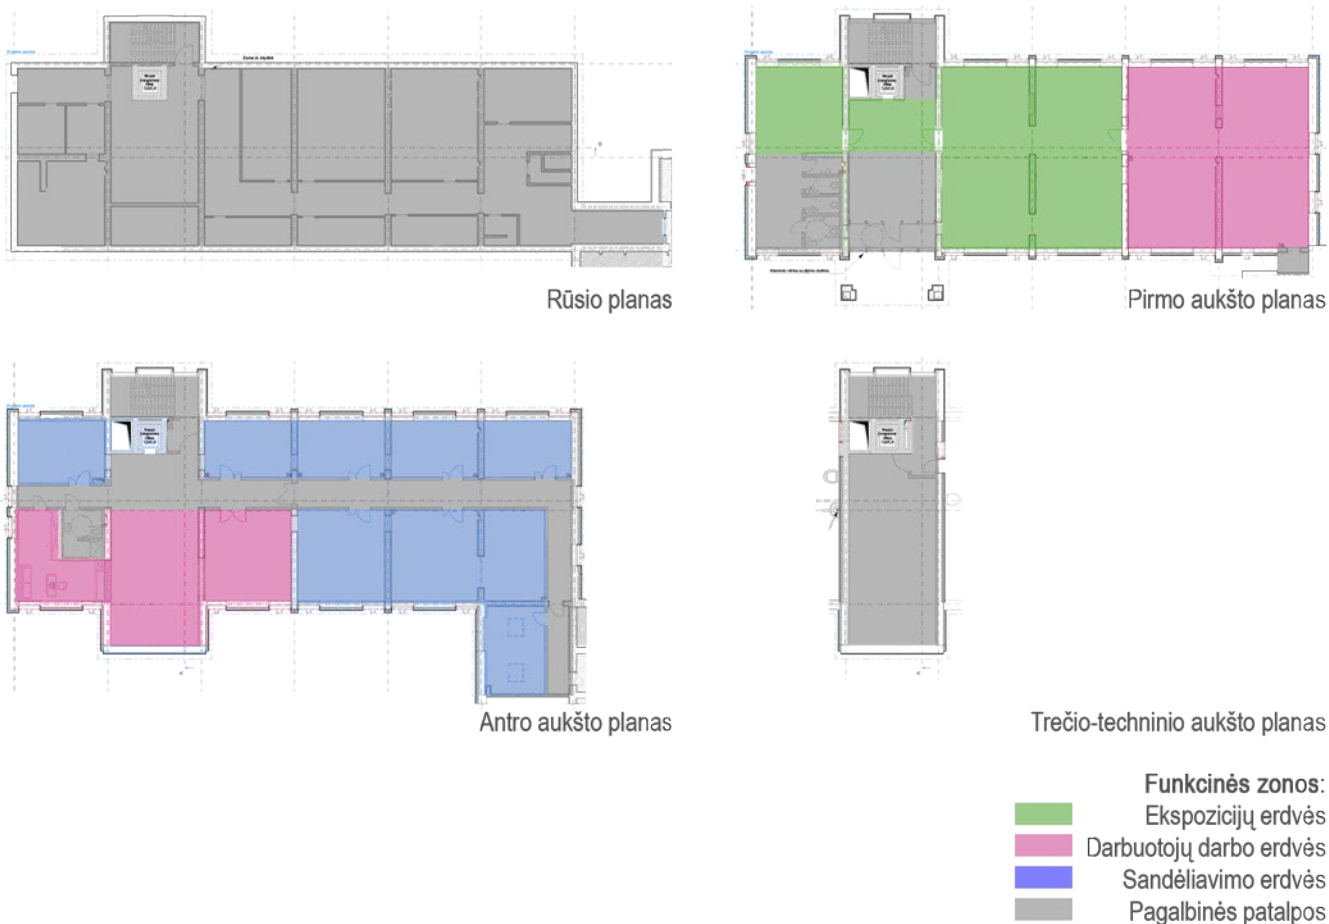 Rūsio planas
Pirmo aukšto planas
Antro aukšto planas
Trečio-techninio aukšto planas
Funkcinės zonos:
Ekspozicijų erdvės
Darbuotojų darbo erdvės
Sandėliavimo erdvės
Pagalbinės patalpos